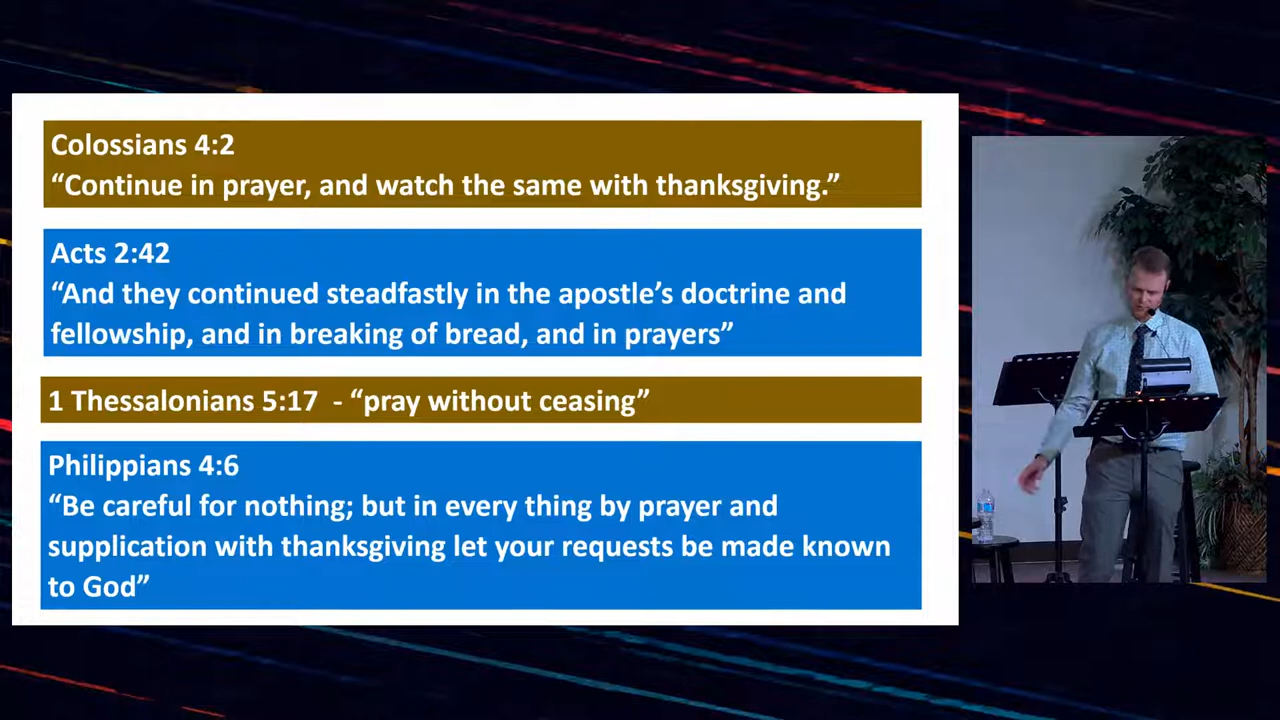 Colossians 4:2
“Continue in prayer, and watch the same with thanksgiving.”
Acts 2:42
“And they continued steadfastly in the apostle’s doctrine and
fellowship, and in breaking of bread, and in prayers”
1 Thessalonians 5:17 - “pray without ceasing”
Philippians 4:6
“Be careful for nothing; but in every thing by prayer and
supplication with thanksgiving let your requests be made known
to God”